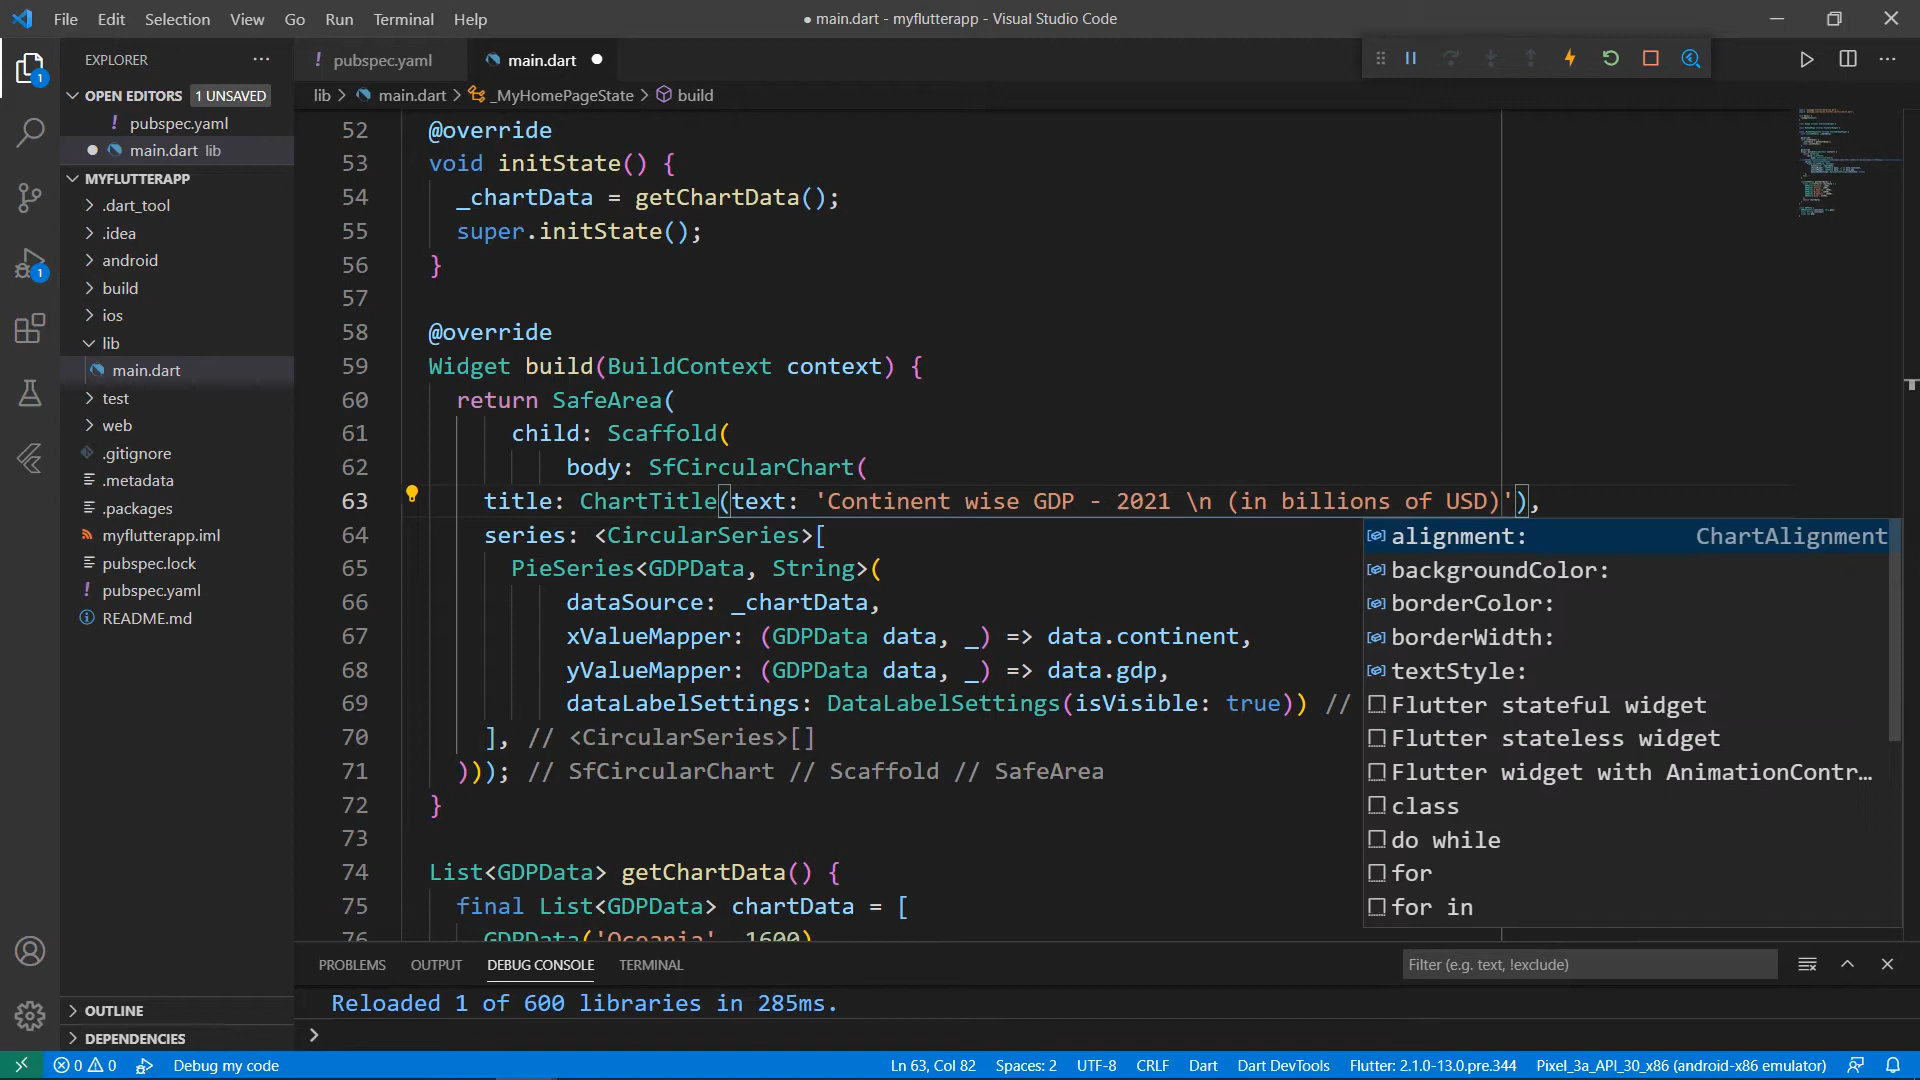 File Edit Selection View Go Run Terminal Help
● main.dart - myflutterapp - Visual Studio Code
EXPLORER
OPEN EDITORS 1 UNSAVED
! pubspec.yaml
● main.dart lib
MYFLUTTERAPP
.dart_tool
.idea
android
build
ios
lib
main.dart
test
web
.gitignore
.metadata
.packages
myflutterapp.iml
pubspec.lock
! pubspec.yaml
README.md
OUTLINE
DEPENDENCIES
1
1
! pubspec.yaml main.dart ●
lib > main.dart > _MyHomePageState > build
52 @override
53 void initState() {
54 _chartData = getChartData();
55 super.initState();
56 }
57
58 @override
59 Widget build(BuildContext context) {
60 return SafeArea(
61 child: Scaffold(
62 body: SfCircularChart(
63 title: ChartTitle(text: 'Continent wise GDP - 2021 \n (in billions of USD)'),
64 series: <CircularSeries>[
65 PieSeries<GDPData, String>(
66 dataSource: _chartData,
67 xValueMapper: (GDPData data, _) => data.continent,
68 yValueMapper: (GDPData data, _) => data.gdp,
69 dataLabelSettings: DataLabelSettings(isVisible: true)) //
70 ], // <CircularSeries>[]
71 ))); // SfCircularChart // Scaffold // SafeArea
72 }
73
74 List<GDPData> getChartData() {
75 final List<GDPData> chartData = [
76 GDPData('Oceania', 1600),
alignment: ChartAlignment
backgroundColor:
borderColor:
borderWidth:
textStyle:
Flutter stateful widget
Flutter stateless widget
Flutter widget with AnimationContr…
class
do while
for
for in
PROBLEMS OUTPUT DEBUG CONSOLE TERMINAL
Filter (e.g. text, !exclude)
Reloaded 1 of 600 libraries in 285ms.
>
0 0 Debug my code
Ln 63, Col 82 Spaces: 2 UTF-8 CRLF Dart Dart DevTools Flutter: 2.1.0-13.0.pre.344 Pixel_3a_API_30_x86 (android-x86 emulator)